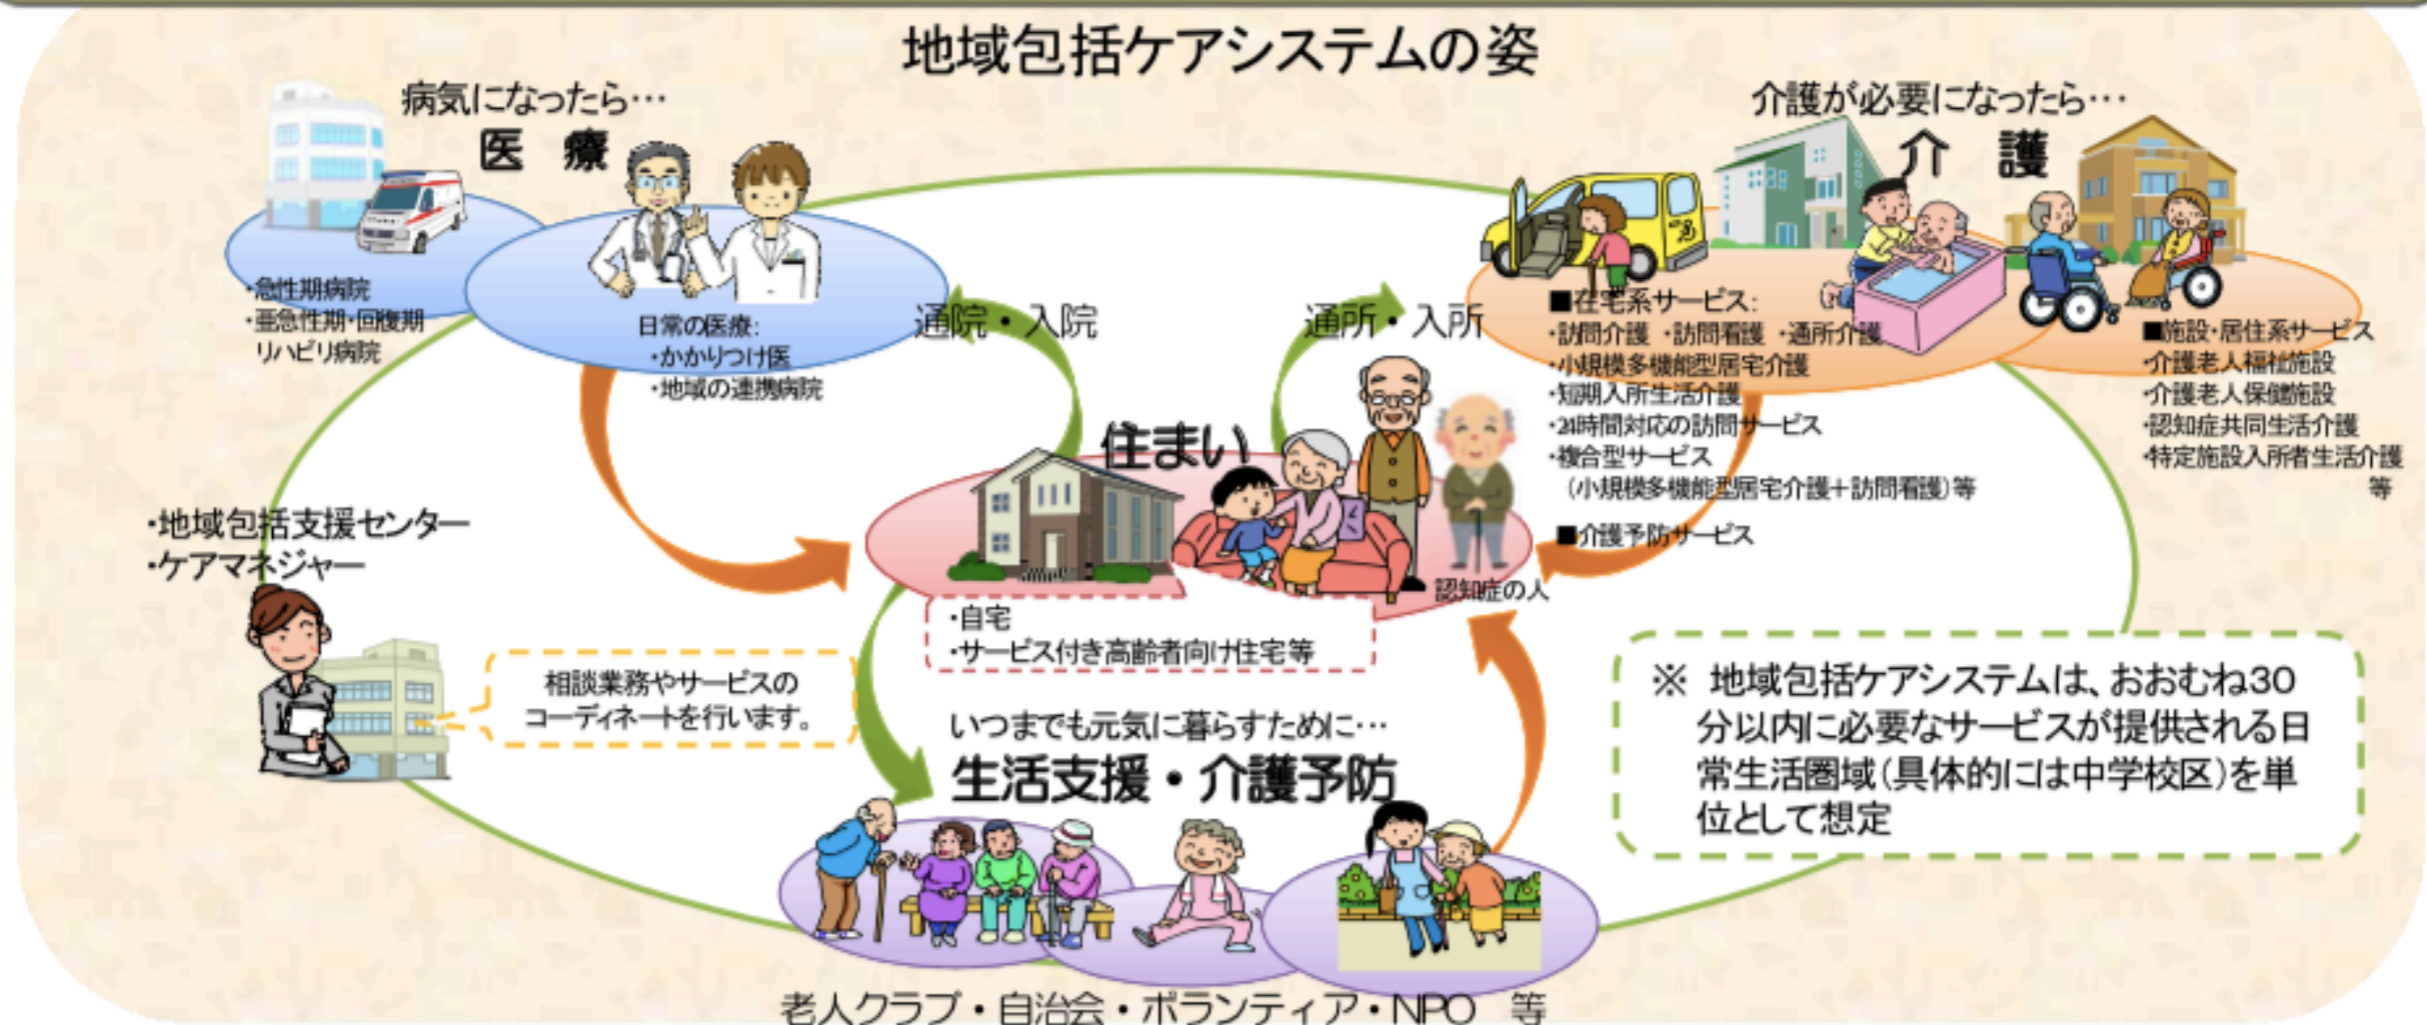 地域包括ケアシステムの姿
病気になったら…
医 療
・急性期病院
・亜急性期・回復期
リハビリ病院
日常の医療:
・かかりつけ医
・地域の連携病院
通院・入院
通所・入所
介護が必要になったら…
介 護
■在宅系サービス:
・訪問介護 ・訪問看護 ・通所介護
・小規模多機能型居宅介護
・短期入所生活介護
・24時間対応の訪問サービス
・複合型サービス
(小規模多機能型居宅介護+訪問看護)等
■介護予防サービス
■施設・居住系サービス
・介護老人福祉施設
・介護老人保健施設
・認知症共同生活介護
・特定施設入所者生活介護
等
住まい
認知症の人
・自宅
・サービス付き高齢者向け住宅等
・地域包括支援センター
・ケアマネジャー
相談業務やサービスの
コーディネートを行います。
いつまでも元気に暮らすために…
生活支援・介護予防
老人クラブ・自治会・ボランティア・NPO 等
※ 地域包括ケアシステムは、おおむね30
分以内に必要なサービスが提供される日
常生活圏域(具体的には中学校区)を単
位として想定